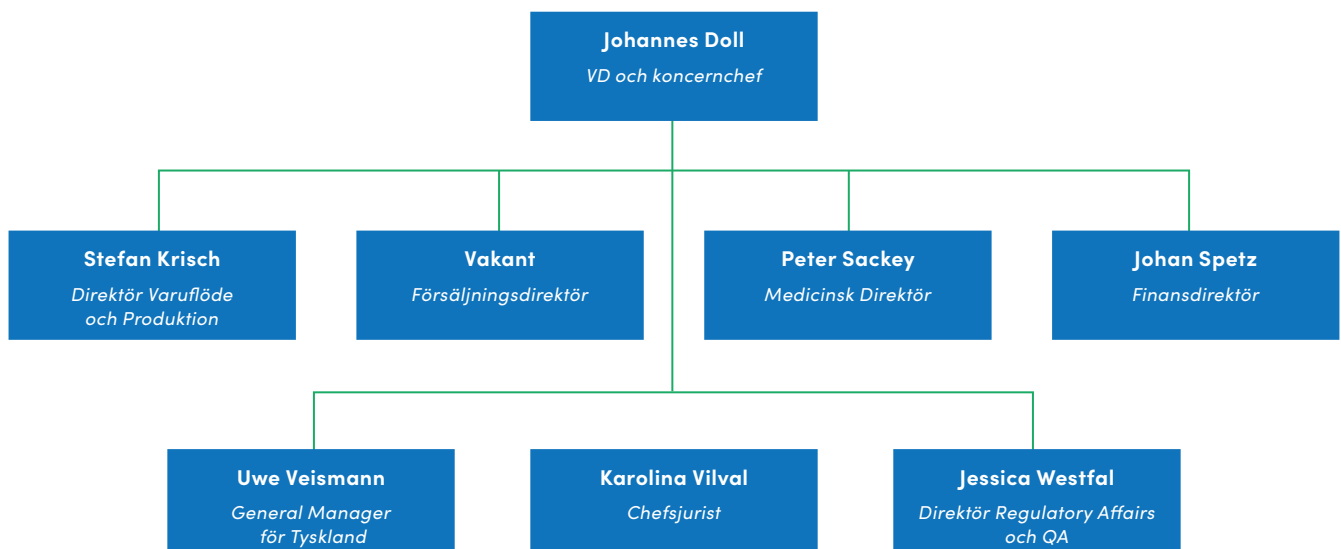 Johannes Doll
VD och koncernchef
Stefan Krisch
Direktör Varuflöde
och Produktion
Vakant
Försäljningsdirektör
Peter Sackey
Medicinsk Direktör
Johan Spetz
Finansdirektör
Uwe Veismann
General Manager
för Tyskland
Karolina Vilval
Chefsjurist
Jessica Westfal
Direktör Regulatory Affairs
och QA